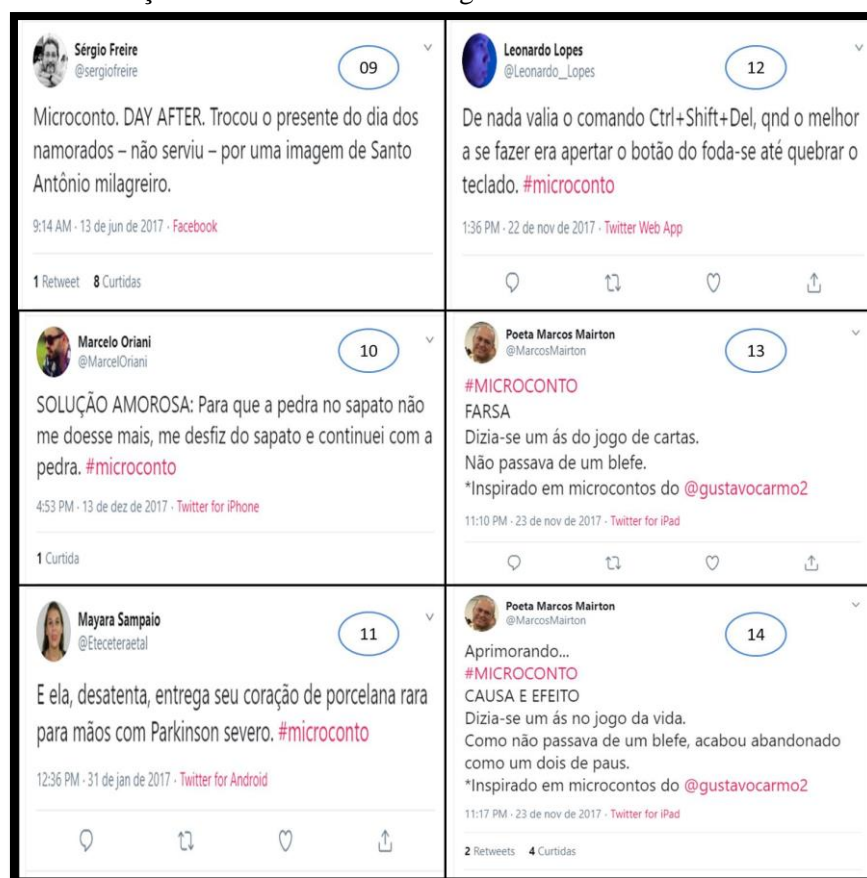 Sérgio Freire
@sergiofreire
09
Microconto. DAY AFTER. Trocou o presente do dia dos
namorados – não serviu – por uma imagem de Santo
Antônio milagreiro.
9:14 AM · 13 de jun de 2017 · Facebook
1 Retweet 8 Curtidas
Marcelo Oriani
@MarcelOriani
10
SOLUÇÃO AMOROSA: Para que a pedra no sapato não
me doesse mais, me desfiz do sapato e continuei com a
pedra. #microconto
4:53 PM · 13 de dez de 2017 · Twitter for iPhone
1 Curtida
Mayara Sampaio
@Eteceteraetal
11
E ela, desatenta, entrega seu coração de porcelana rara
para mãos com Parkinson severo. #microconto
12:36 PM · 31 de jan de 2017 · Twitter for Android
Leonardo Lopes
@Leonardo__Lopes
12
De nada valia o comando Ctrl+Shift+Del, qnd o melhor
a se fazer era apertar o botão do foda-se até quebrar o
teclado. #microconto
1:36 PM · 22 de nov de 2017 · Twitter Web App
Poeta Marcos Mairton
@MarcosMairton
13
#MICROCONTO
FARSA
Dizia-se um ás do jogo de cartas.
Não passava de um blefe.
*Inspirado em microcontos do @gustavocarmo2
11:10 PM · 23 de nov de 2017 · Twitter for iPad
Poeta Marcos Mairton
@MarcosMairton
14
Aprimorando...
#MICROCONTO
CAUSA E EFEITO
Dizia-se um ás no jogo da vida.
Como não passava de um blefe, acabou abandonado
como um dois de paus.
*Inspirado em microcontos do @gustavocarmo2
11:17 PM · 23 de nov de 2017 · Twitter for iPad
2 Retweets 4 Curtidas